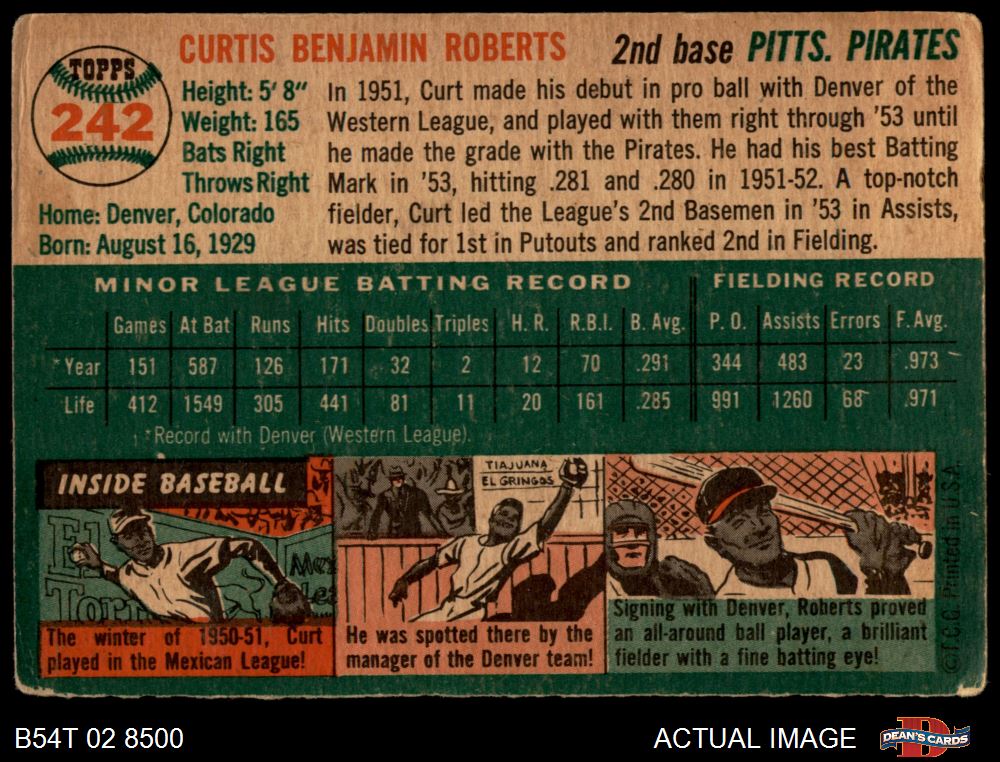 TOPPS
242
CURTIS BENJAMIN ROBERTS 2nd base PITTS. PIRATES
Height: 5' 8"
Weight: 165
Bats Right
Throws Right
Home: Denver, Colorado
Born: August 16, 1929
In 1951, Curt made his debut in pro ball with Denver of the
Western League, and played with them right through '53 until
he made the grade with the Pirates. He had his best Batting
Mark in '53, hitting .281 and .280 in 1951-52. A top-notch
fielder, Curt led the League's 2nd Basemen in '53 in Assists,
was tied for 1st in Putouts and ranked 2nd in Fielding.
MINOR LEAGUE BATTING RECORD FIELDING RECORD
Games At Bat Runs Hits Doubles Triples H. R. R.B.I. B. Avg. P. O. Assists Errors F. Avg.
*Year 151 587 126 171 32 2 12 70 .291 344 483 23 .973
Life 412 1549 305 441 81 11 20 161 .285 991 1260 68 .971
*Record with Denver (Western League).
INSIDE BASEBALL
El
Toro
Mex
Lea
The winter of 1950-51, Curt
played in the Mexican League!
TIAJUANA
EL GRINGOS
He was spotted there by the
manager of the Denver team!
Signing with Denver, Roberts proved
an all-around ball player, a brilliant
fielder with a fine batting eye!
© T.C.G. Printed in U.S.A.
B54T 02 8500
ACTUAL IMAGE
D
DEAN'S CARDS